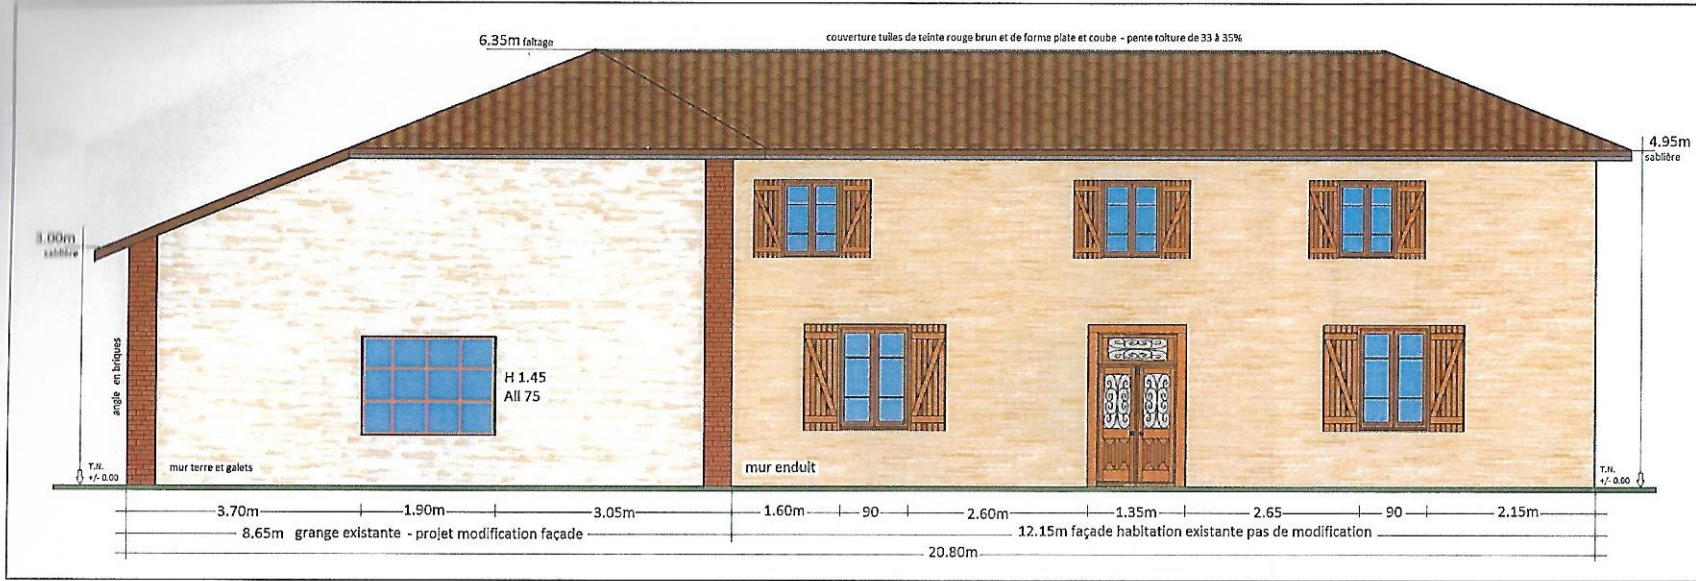 6.35m faîtage
couverture tuiles de teinte rouge brun et de forme plate et coube - pente toiture de 33 à 35%
4.95m
sablière
3.00m
sablière
angle en briques
H 1.45
All 75
T.N.
+/- 0.00
mur terre et galets
mur enduit
T.N.
+/- 0.00
3.70m 1.90m 3.05m 1.60m 90 2.60m 1.35m 2.65 90 2.15m
8.65m grange existante - projet modification façade 12.15m façade habitation existante pas de modification
20.80m